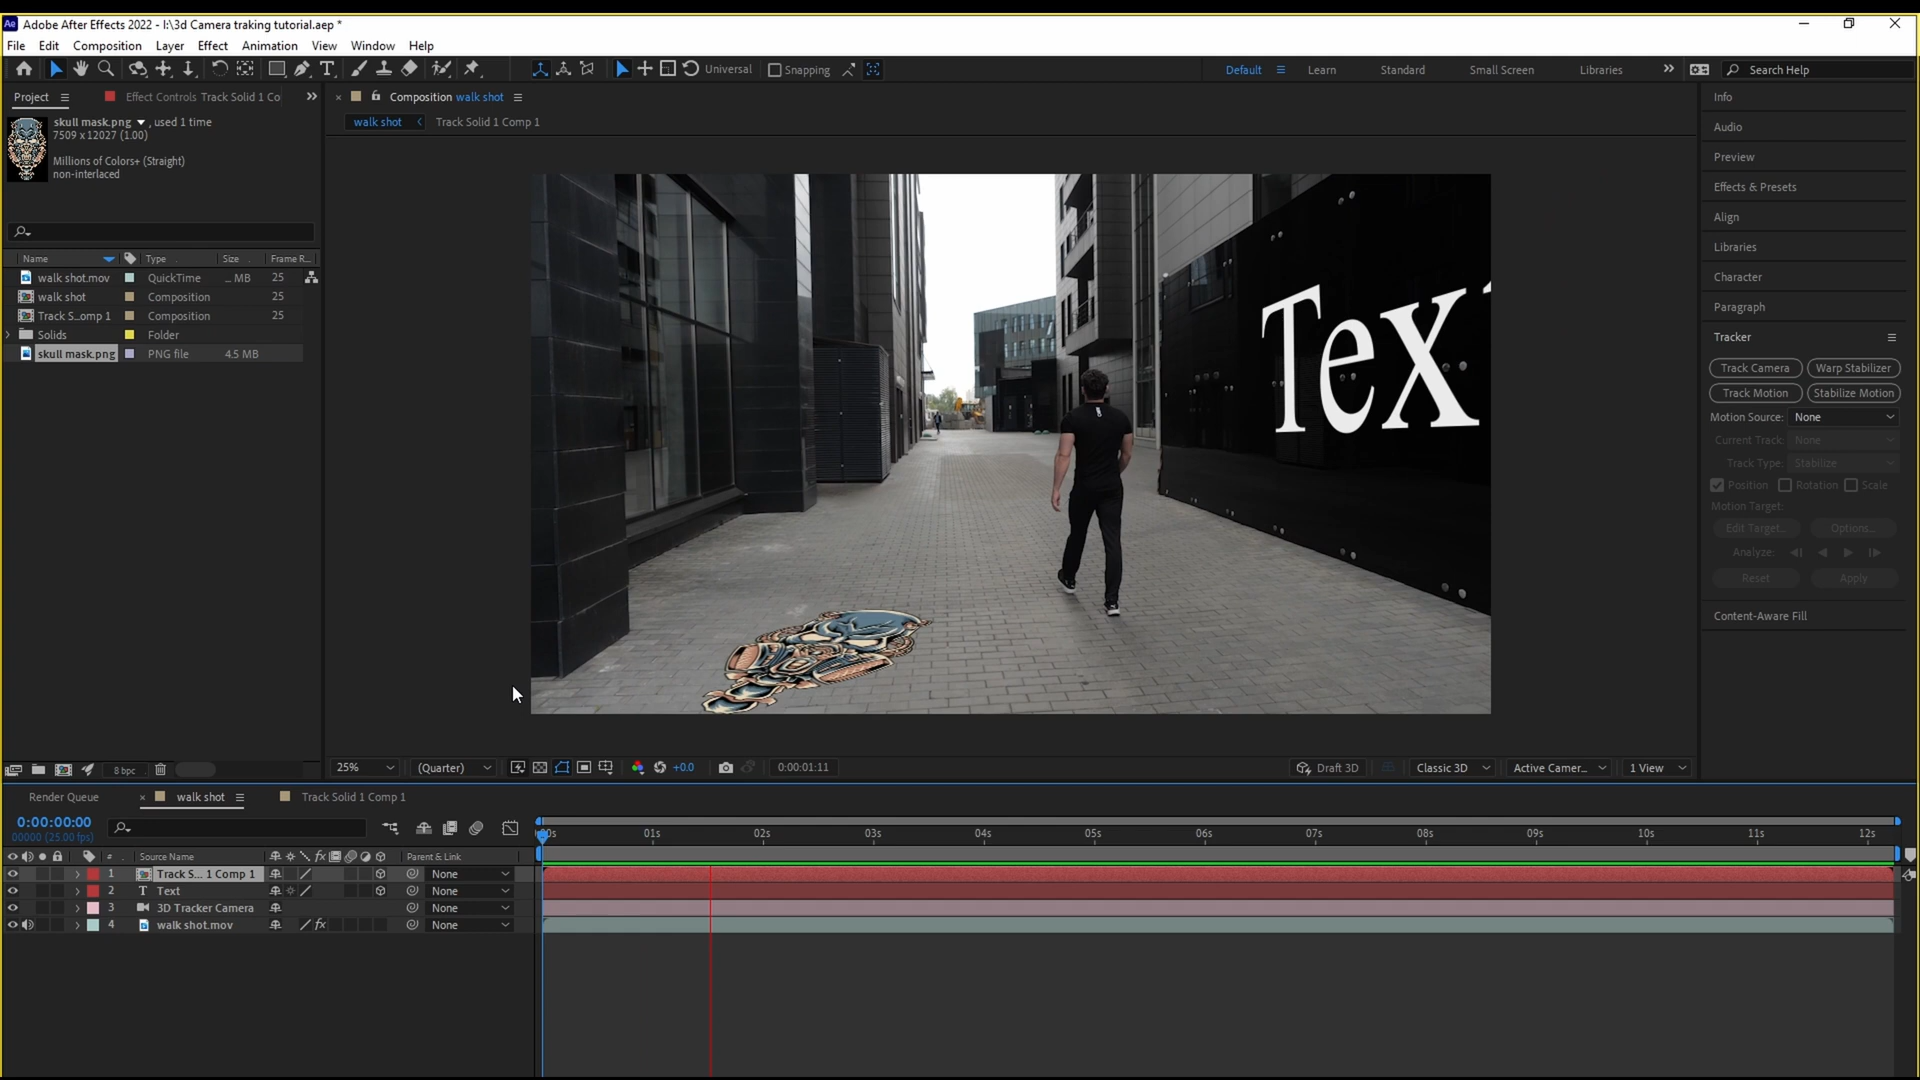 Ae Adobe After Effects 2022 - I:\3d Camera traking tutorial.aep *
File Edit Composition Layer Effect Animation View Window Help
Universal Snapping Default Learn Standard Small Screen Libraries Search Help
Project Effect Controls Track Solid 1 Co
skull mask.png , used 1 time
7509 x 12027 (1.00)
Millions of Colors+ (Straight)
non-interlaced
Name Type Size Frame R...
walk shot.mov QuickTime ... MB 25
walk shot Composition 25
Track S...omp 1 Composition 25
Solids Folder
skull mask.png PNG file 4.5 MB
8 bpc
Composition walk shot
walk shot Track Solid 1 Comp 1
Tex
25% (Quarter) +0.0 0:00:01:11 Draft 3D Classic 3D Active Camer... 1 View
Info
Audio
Preview
Effects & Presets
Align
Libraries
Character
Paragraph
Tracker
Track Camera Warp Stabilizer
Track Motion Stabilize Motion
Motion Source: None
Current Track: None
Track Type: Stabilize
Position Rotation Scale
Motion Target:
Edit Target... Options...
Analyze:
Reset Apply
Content-Aware Fill
Render Queue walk shot Track Solid 1 Comp 1
0:00:00:00
00000 (25.00 fps)
00s 01s 02s 03s 04s 05s 06s 07s 08s 09s 10s 11s 12s
# Source Name fx Parent & Link
1 Track S... 1 Comp 1 None
2 T Text None
3 3D Tracker Camera None
4 walk shot.mov fx None